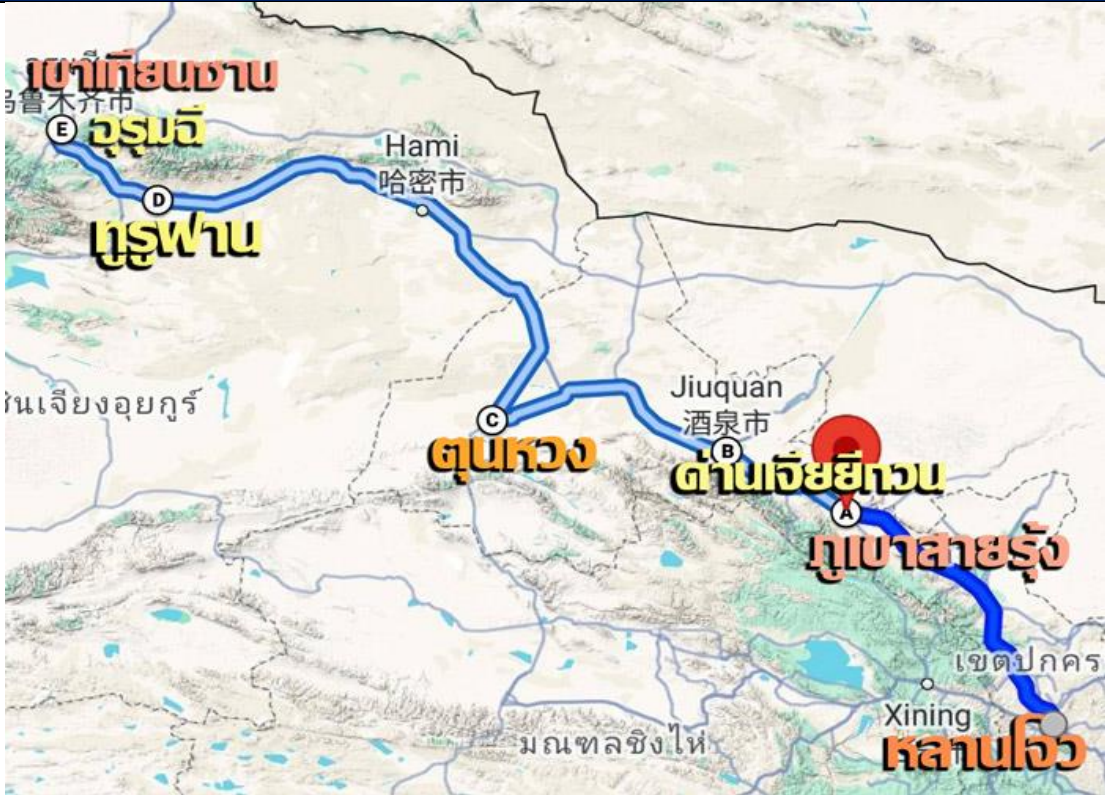 เขาเทียนซาน
乌鲁木齐市
E
อุรุมฉี
Hami
哈密市
D
ทูรูฟาน
Jiuquan
酒泉市
ซินเจียงอุยกูร์
C
ตุนหวง
B
ด่านเจียยี่กวน
A
ภูเขาสายรุ้ง
เขตปกคร
Xining
มณฑลชิงไห่
หลานโจว